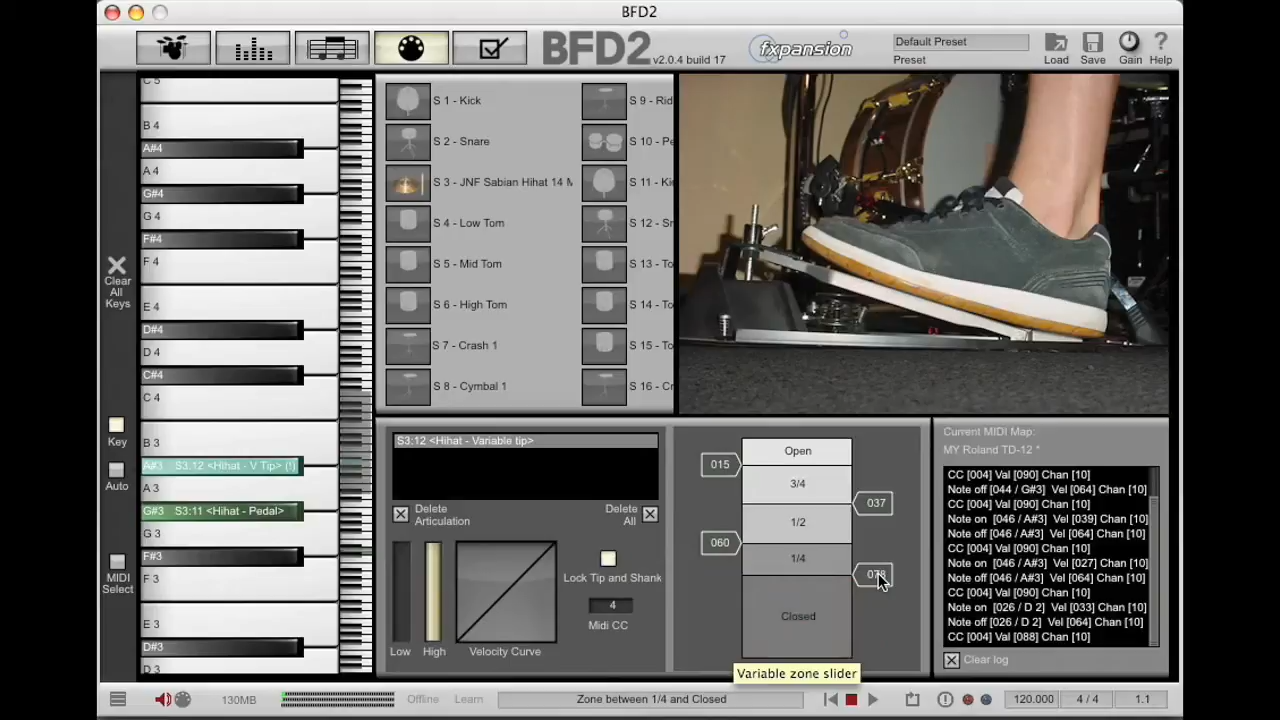 BFD2
BFD2 v2.0.4 build 17
fxpansion
Default Preset
Preset
Load
Save
Gain
Help
?
C 5
B 4
A#4
A 4
G#4
G 4
F#4
F 4
E 4
D#4
D 4
C#4
C 4
B 3
A#3 S3:12 <Hihat - V Tip> (!)
A 3
G#3 S3:11 <Hihat - Pedal>
G 3
F#3
F 3
E 3
D#3
D 3
Clear
All
Keys
Key
Auto
MIDI
Select
S 1 - Kick
S 2 - Snare
S 3 - JNF Sabian Hihat 14 M
S 4 - Low Tom
S 5 - Mid Tom
S 6 - High Tom
S 7 - Crash 1
S 8 - Cymbal 1
S 9 - Rid
S 10 - Pe
S 11 - Ki
S 12 - Sn
S 13 - To
S 14 - To
S 15 - To
S 16 - Cr
S3:12 <Hihat - Variable tip>
Delete
Articulation
Delete
All
Lock Tip and Shank
4
Midi CC
Low
High
Velocity Curve
Open
015
3/4
037
1/2
060
1/4
Closed
Variable zone slider
Current MIDI Map:
MY Roland TD-12 *
CC [004] Val [090] Chan [10]
Note off [044 / G#3] Vel [064] Chan [10]
CC [004] Val [090] Chan [10]
Note on [046 / A#3] Vel [039] Chan [10]
Note off [046 / A#3] Vel [064] Chan [10]
CC [004] Val [090] Chan [10]
Note on [046 / A#3] Vel [027] Chan [10]
Note off [046 / A#3] Vel [064] Chan [10]
CC [004] Val [090] Chan [10]
Note on [026 / D 2] Vel [033] Chan [10]
Note off [026 / D 2] Vel [064] Chan [10]
CC [004] Val [088] Chan [10]
Clear log
130MB
Offline
Learn
Zone between 1/4 and Closed
120.000
4 / 4
1.1